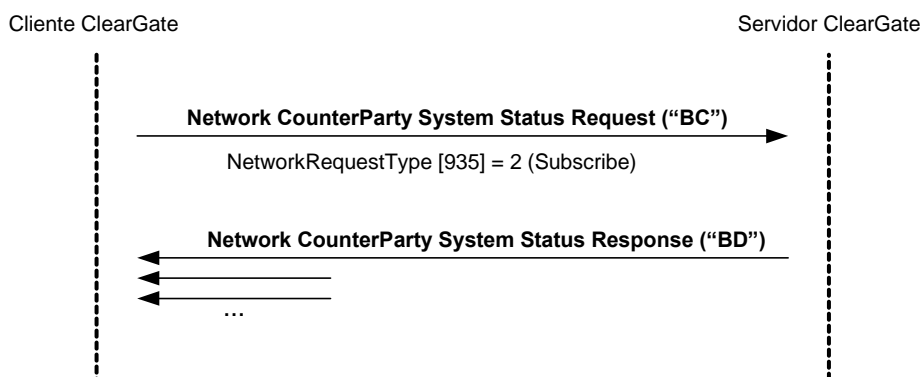 Cliente ClearGate
Servidor ClearGate
Network CounterParty System Status Request (“BC”)
NetworkRequestType [935] = 2 (Subscribe)
Network CounterParty System Status Response (“BD”)
...